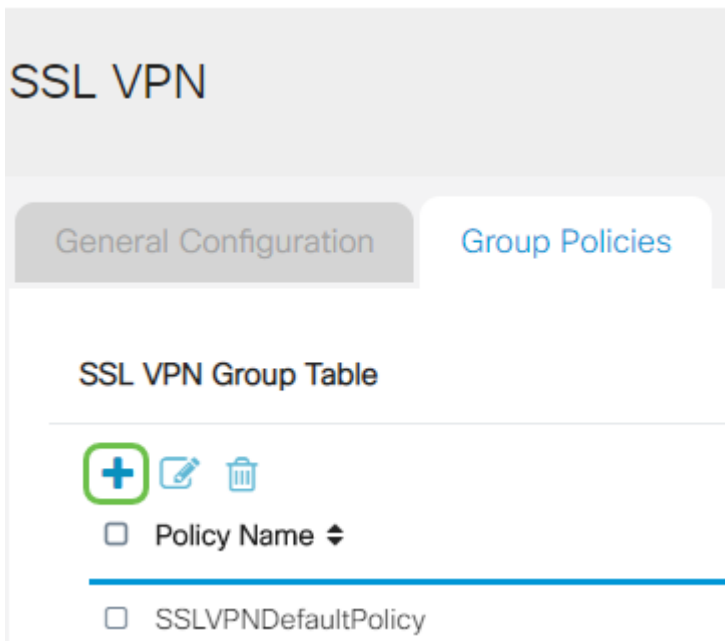 SSL VPN
General Configuration Group Policies
SSL VPN Group Table
Policy Name
SSLVPNDefaultPolicy